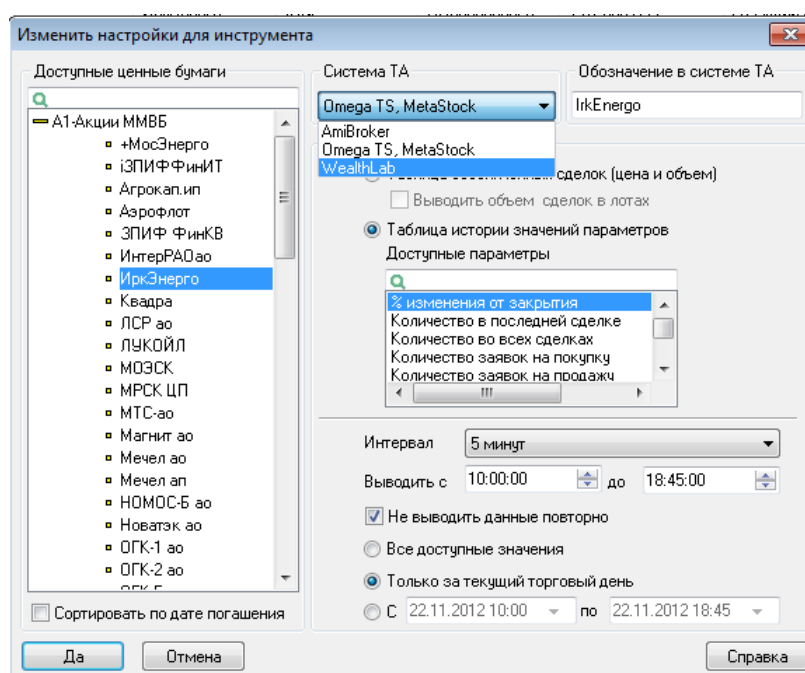 Изменить настройки для инструмента
Доступные ценные бумаги
А1-Акции ММВБ
+МосЭнерго
iЗПИФФинИТ
Агрокап.ип
Аэрофлот
ЗПИФ ФинКВ
ИнтерРАОао
ИркЭнерго
Квадра
ЛСР ао
ЛУКОЙЛ
МОЭСК
МРСК ЦП
МТС-ао
Магнит ао
Мечел ао
Мечел ап
НОМОС-Б ао
Новатэк ао
ОГК-1 ао
ОГК-2 ао
Сортировать по дате погашения
Система ТА
Omega TS, MetaStock
AmiBroker
Omega TS, MetaStock
WealthLab
Обозначение в системе ТА
IrkEnergo
сделок (цена и объем)
Выводить объем сделок в лотах
Таблица истории значений параметров
Доступные параметры
% изменения от закрытия
Количество в последней сделке
Количество во всех сделках
Количество заявок на покупку
Количество заявок на продажу
Интервал 5 минут
Выводить с 10:00:00 до 18:45:00
Не выводить данные повторно
Все доступные значения
Только за текущий торговый день
С 22.11.2012 10:00 по 22.11.2012 18:45
Да Отмена Справка